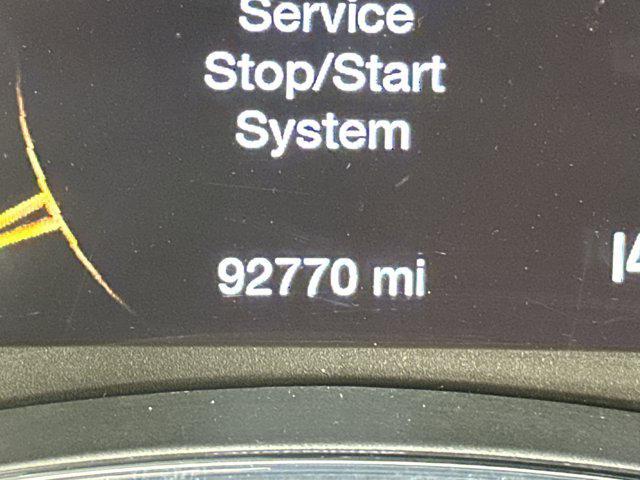 Service
Stop/Start
System
92770 mi